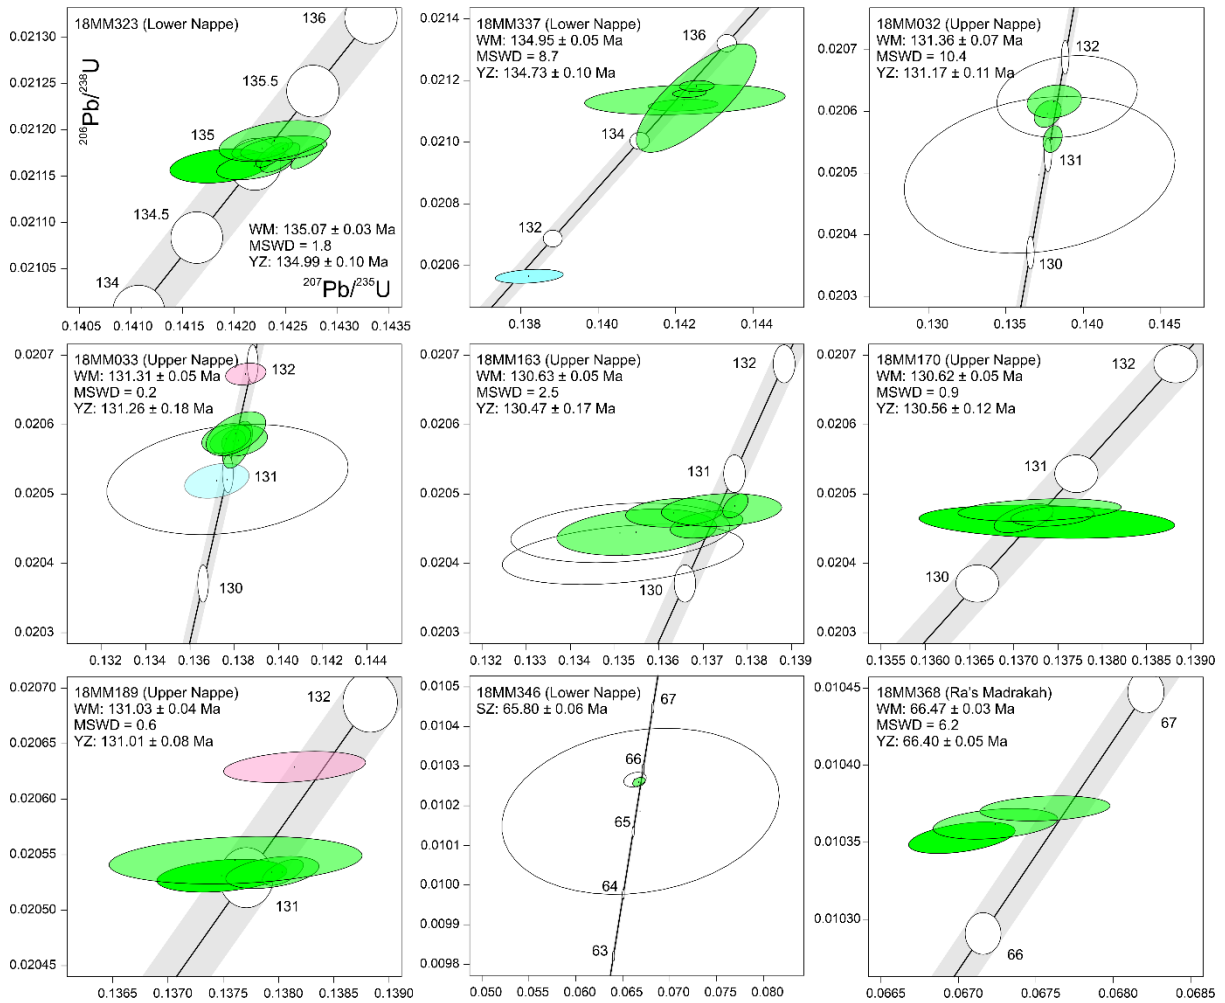 18MM323 (Lower Nappe)
136
0.02130
135.5
0.02125
206Pb/238U
0.02120
135
0.02115
134.5
0.02110
WM: 135.07 ± 0.03 Ma
MSWD = 1.8
YZ: 134.99 ± 0.10 Ma
0.02105
134
207Pb/235U
0.1405 0.1410 0.1415 0.1420 0.1425 0.1430 0.1435
18MM337 (Lower Nappe)
WM: 134.95 ± 0.05 Ma
MSWD = 8.7
YZ: 134.73 ± 0.10 Ma
0.0214
136
0.0212
134
0.0210
0.0208
132
0.0206
0.138 0.140 0.142 0.144
18MM032 (Upper Nappe)
WM: 131.36 ± 0.07 Ma
MSWD = 10.4
YZ: 131.17 ± 0.11 Ma
0.0207
132
0.0206
131
0.0205
0.0204
130
0.0203
0.130 0.135 0.140 0.145
18MM033 (Upper Nappe)
WM: 131.31 ± 0.05 Ma
MSWD = 0.2
YZ: 131.26 ± 0.18 Ma
0.0207
132
0.0206
131
0.0205
0.0204
130
0.0203
0.132 0.134 0.136 0.138 0.140 0.142 0.144
18MM163 (Upper Nappe)
WM: 130.63 ± 0.05 Ma
MSWD = 2.5
YZ: 130.47 ± 0.17 Ma
0.0207
132
0.0206
131
0.0205
0.0204
130
0.0203
0.132 0.133 0.134 0.135 0.136 0.137 0.138 0.139
18MM170 (Upper Nappe)
WM: 130.62 ± 0.05 Ma
MSWD = 0.9
YZ: 130.56 ± 0.12 Ma
0.0207
132
0.0206
131
0.0205
0.0204
130
0.0203
0.1355 0.1360 0.1365 0.1370 0.1375 0.1380 0.1385 0.1390
18MM189 (Upper Nappe)
WM: 131.03 ± 0.04 Ma
MSWD = 0.6
YZ: 131.01 ± 0.08 Ma
0.02070
132
0.02065
0.02060
0.02055
0.02050
131
0.02045
0.1365 0.1370 0.1375 0.1380 0.1385 0.1390
18MM346 (Lower Nappe)
SZ: 65.80 ± 0.06 Ma
0.0105
67
0.0104
66
0.0103
0.0102
65
0.0101
64
0.0100
63
0.0098
0.0099
0.050 0.055 0.060 0.065 0.070 0.075 0.080
18MM368 (Ra's Madrakah)
WM: 66.47 ± 0.03 Ma
MSWD = 6.2
YZ: 66.40 ± 0.05 Ma
0.01045
67
0.01040
0.01035
0.01030
66
0.0665 0.0670 0.0675 0.0680 0.0685